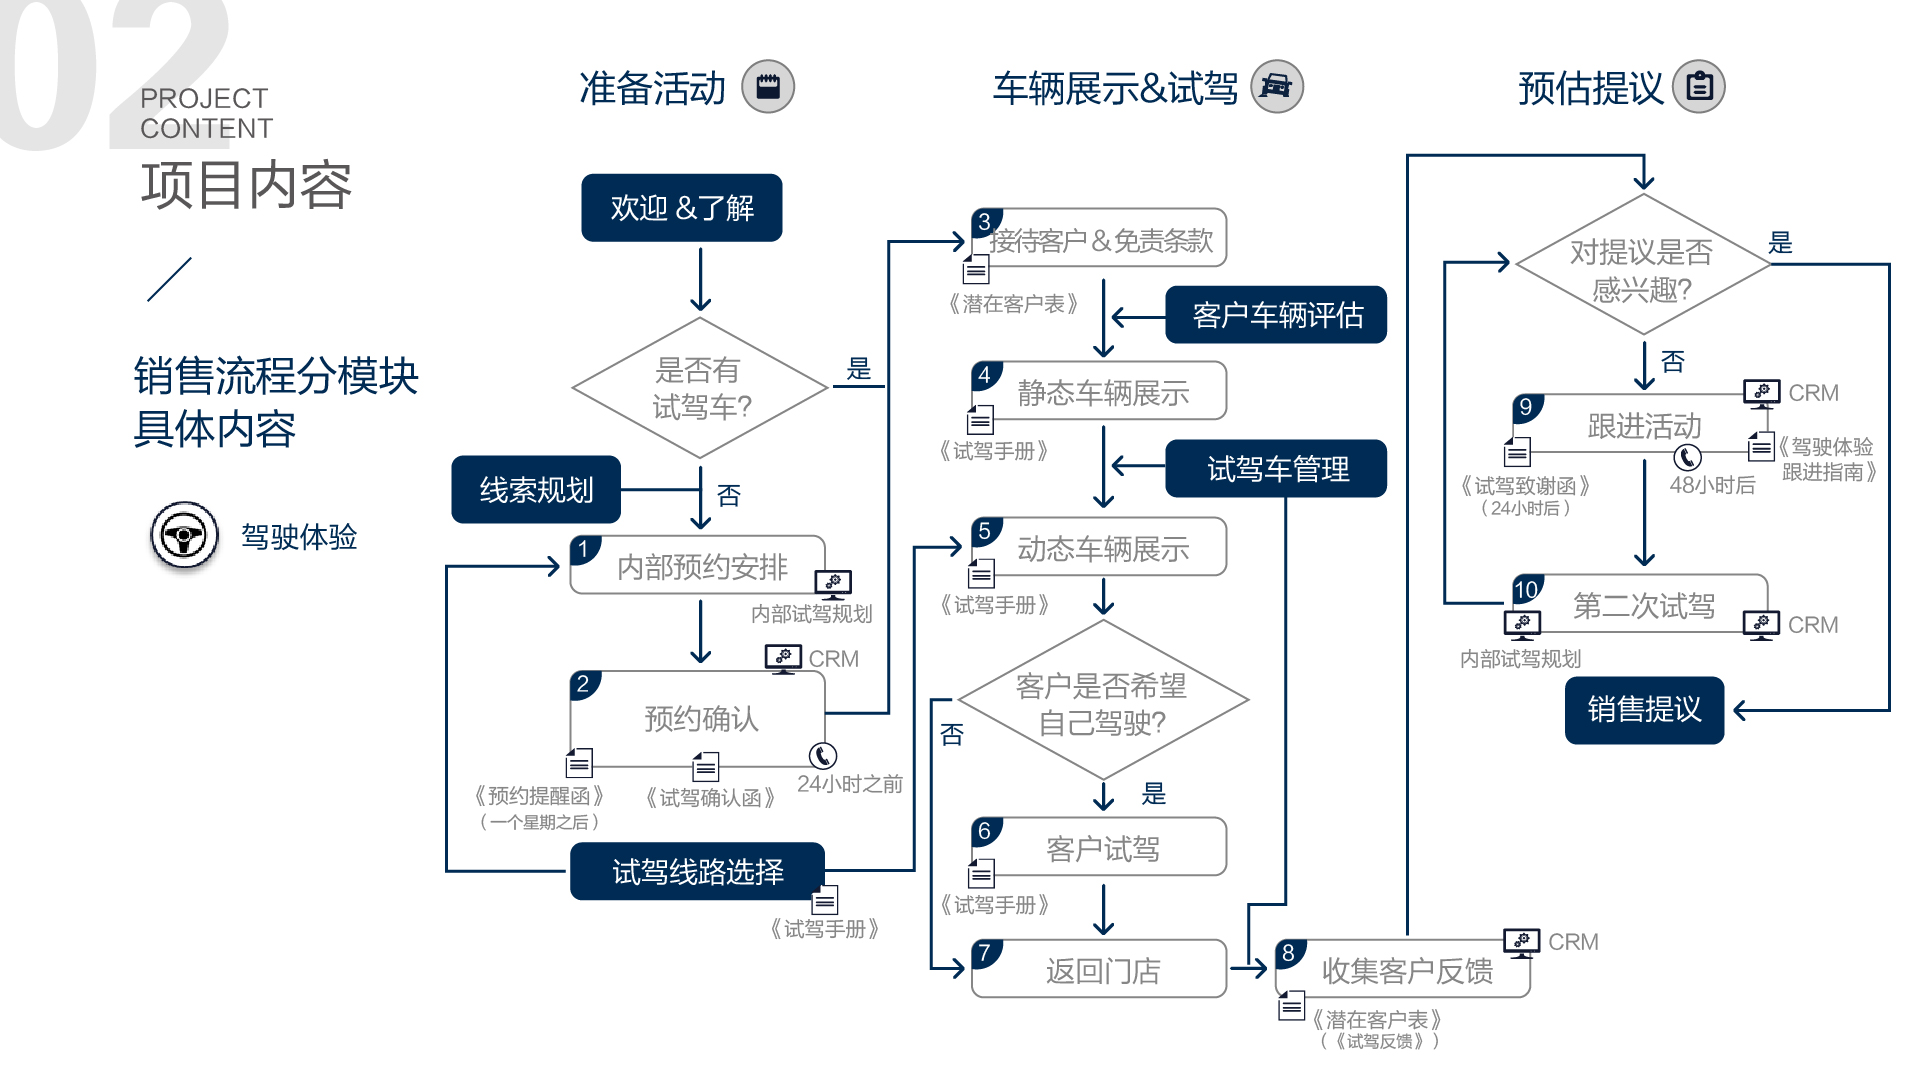 02
PROJECT
CONTENT
项目内容
销售流程分模块
具体内容
驾驶体验
准备活动
欢迎 &了解
是否有
试驾车?
是
否
线索规划
1
内部预约安排
内部试驾规划
CRM
2
预约确认
24小时之前
《预约提醒函》
（一个星期之后）
《试驾确认函》
试驾线路选择
《试驾手册》
车辆展示&试驾
3
接待客户 & 免责条款
《潜在客户表》
客户车辆评估
4
静态车辆展示
《试驾手册》
试驾车管理
5
动态车辆展示
《试驾手册》
客户是否希望
自己驾驶?
否
是
6
客户试驾
《试驾手册》
7
返回门店
8
收集客户反馈
CRM
《潜在客户表》
（《试驾反馈》）
预估提议
对提议是否
感兴趣?
是
否
CRM
9
跟进活动
《驾驶体验
跟进指南》
48小时后
《试驾致谢函》
（24小时后）
10
第二次试驾
CRM
内部试驾规划
销售提议